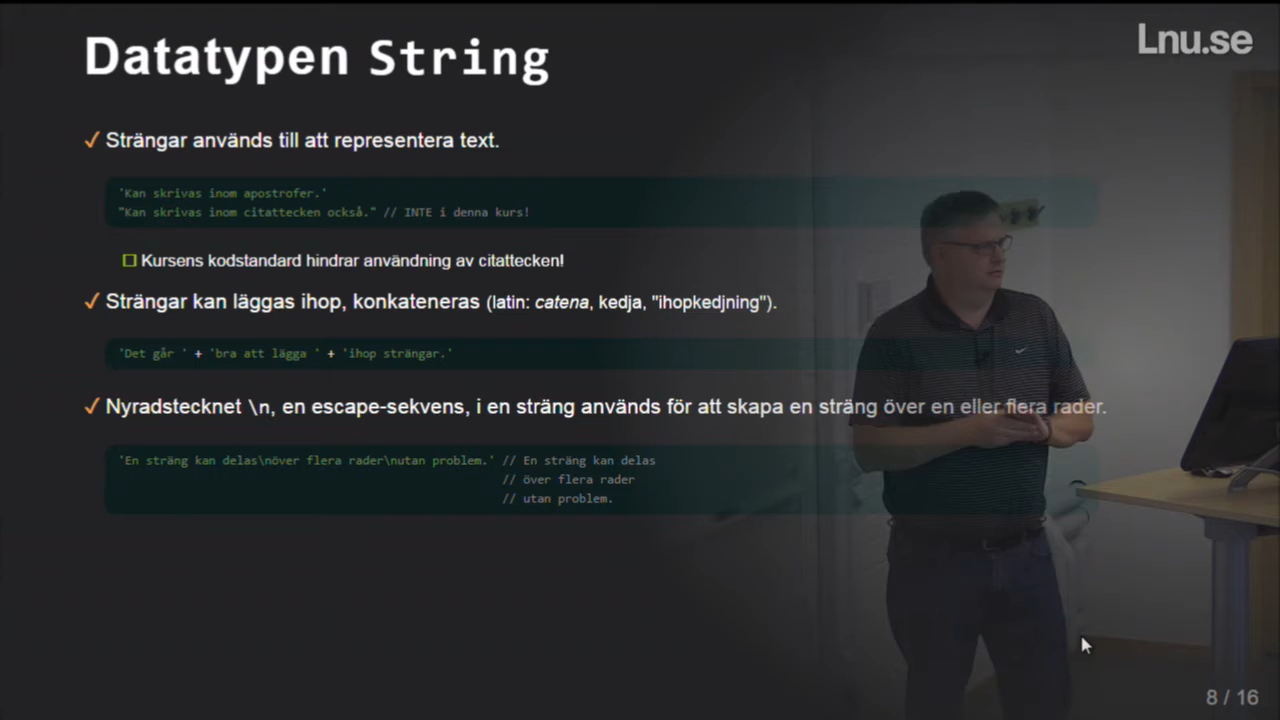 Lnu.se
Datatypen String
✓ Strängar används till att representera text.
'Kan skrivas inom apostrofer.'
"Kan skrivas inom citattecken också." // INTE i denna kurs!
Kursens kodstandard hindrar användning av citattecken!
✓ Strängar kan läggas ihop, konkateneras (latin: catena, kedja, "ihopkedjning").
'Det går ' + 'bra att lägga ' + 'ihop strängar.'
✓ Nyradstecknet \n, en escape-sekvens, i en sträng används för att skapa en sträng över en eller flera rader.
'En sträng kan delas\növer flera rader\nutan problem.' // En sträng kan delas
// över flera rader
// utan problem.
8 / 16